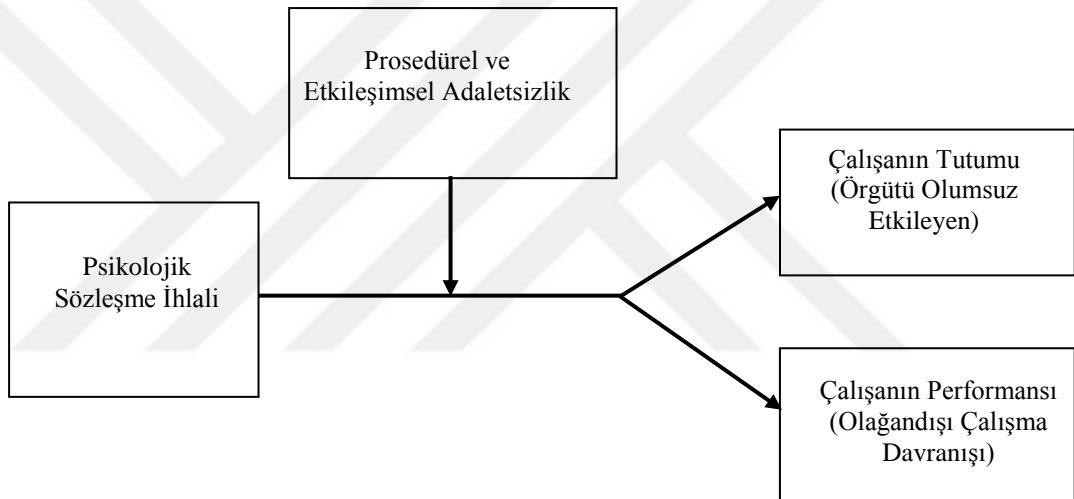 Prosedürel ve
Etkileşimsel Adaletsizlik
Psikolojik
Sözleşme İhlali
Çalışanın Tutumu
(Örgütü Olumsuz
Etkileyen)
Çalışanın Performansı
(Olağandışı Çalışma
Davranışı)